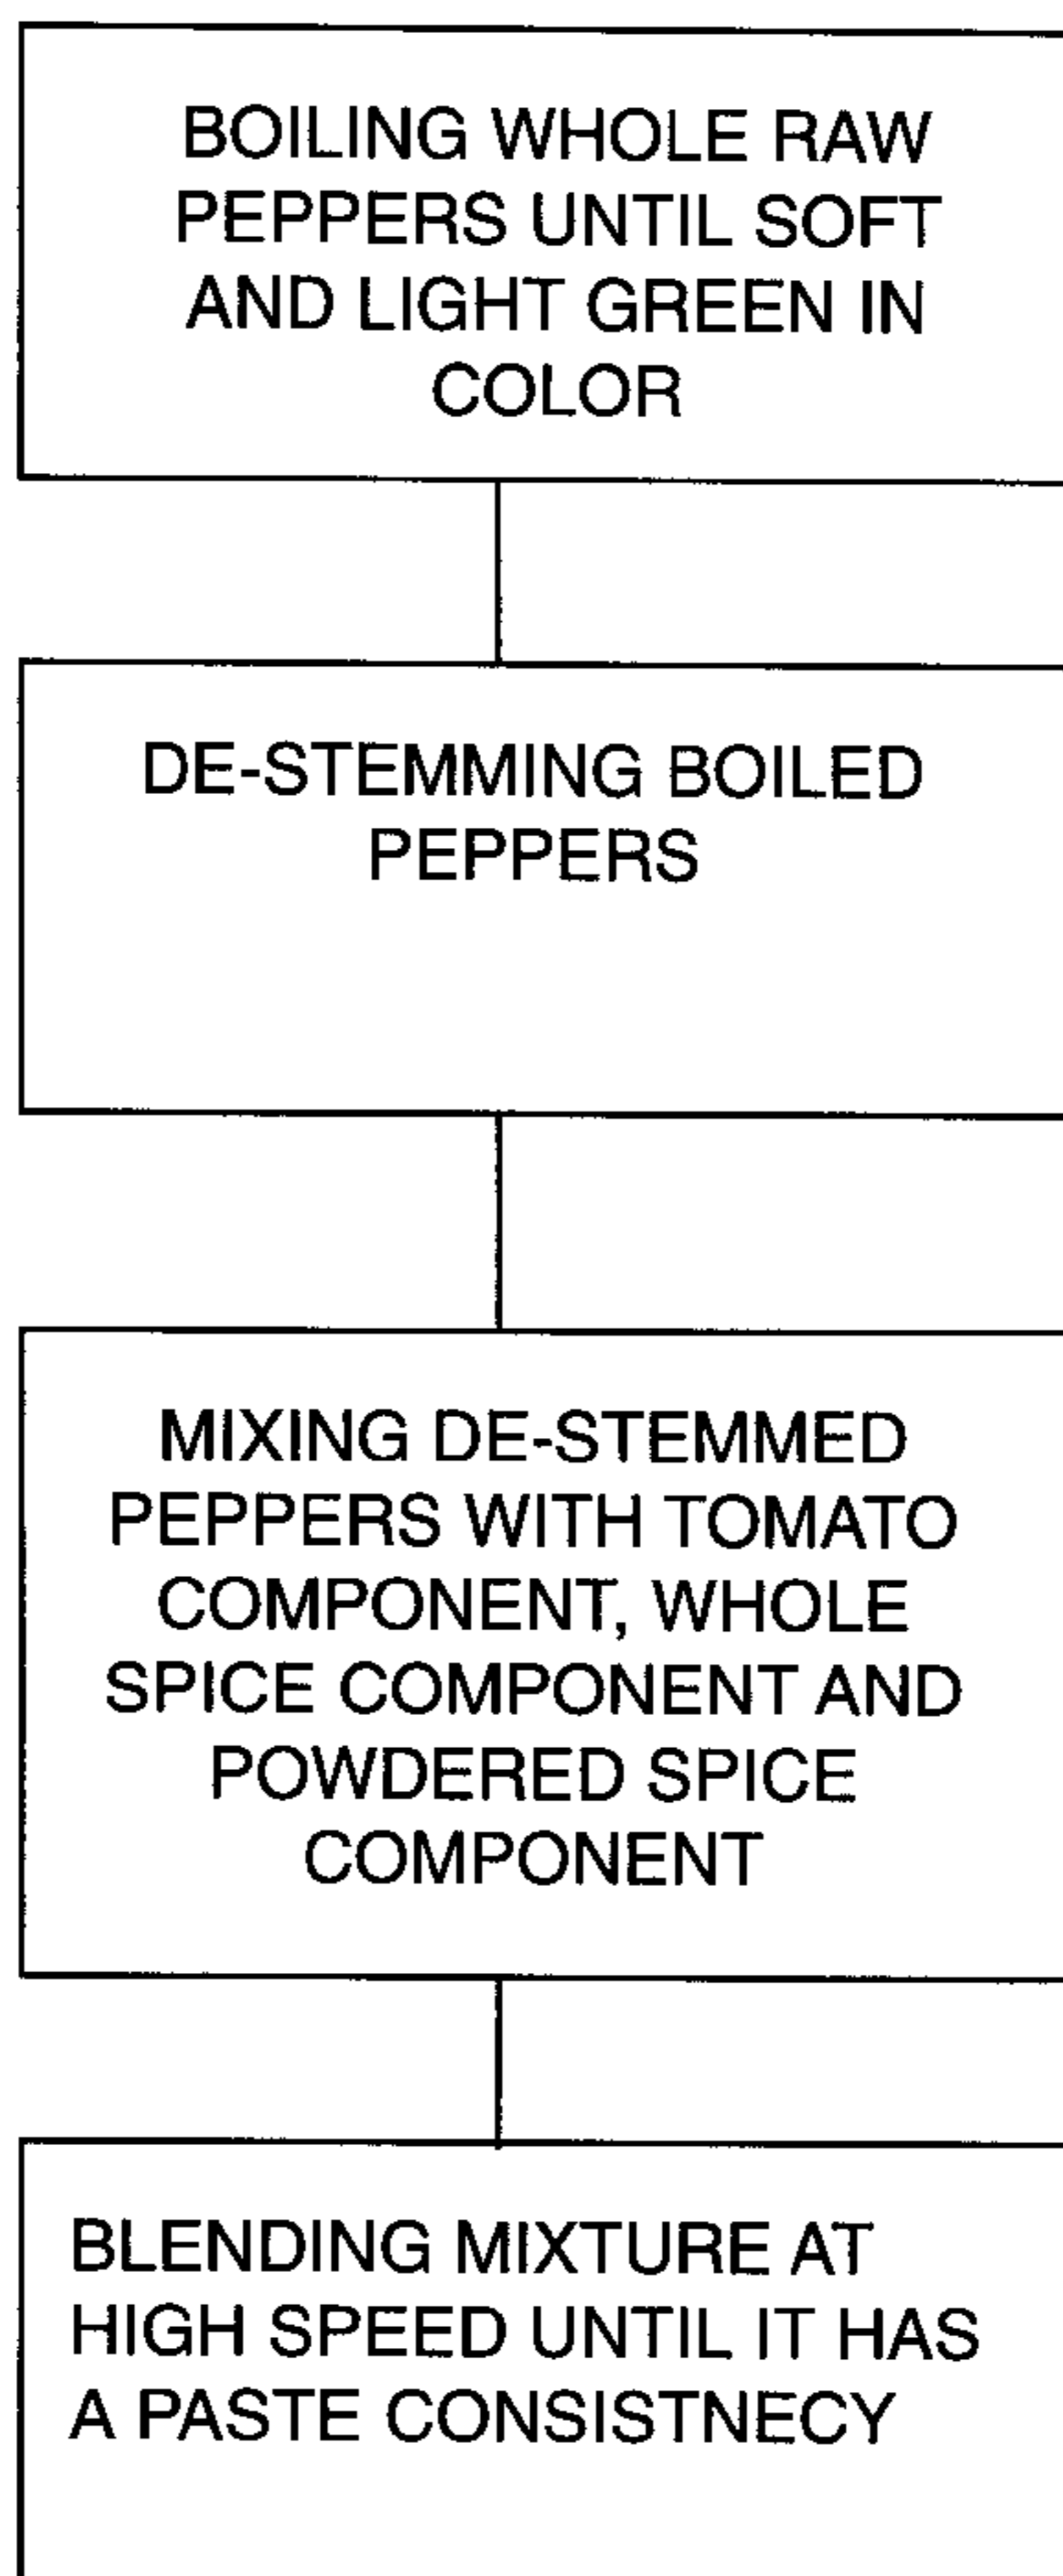 BOILING WHOLE RAW
PEPPERS UNTIL SOFT
AND LIGHT GREEN IN
COLOR
DE-STEMMING BOILED
PEPPERS
MIXING DE-STEMMED
PEPPERS WITH TOMATO
COMPONENT, WHOLE
SPICE COMPONENT AND
POWDERED SPICE
COMPONENT
BLENDING MIXTURE AT
HIGH SPEED UNTIL IT HAS
A PASTE CONSISTNECY